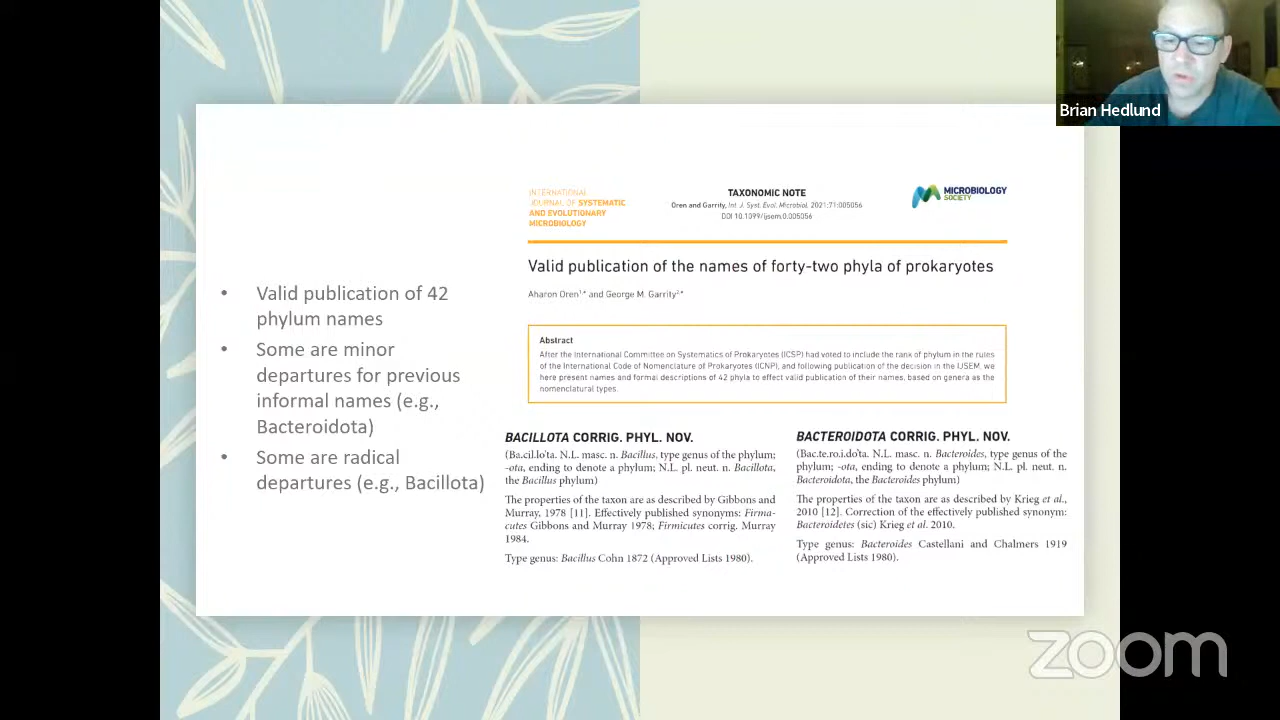 Brian Hedlund
INTERNATIONAL
JOURNAL OF SYSTEMATIC
AND EVOLUTIONARY
MICROBIOLOGY
TAXONOMIC NOTE
Oren and Garrity, Int. J. Syst. Evol. Microbiol. 2021;71:005056
DOI 10.1099/ijsem.0.005056
MICROBIOLOGY
SOCIETY
Valid publication of the names of forty-two phyla of prokaryotes
Aharon Oren1,* and George M. Garrity2,*
• Valid publication of 42
phylum names
• Some are minor
departures for previous
informal names (e.g.,
Bacteroidota)
• Some are radical
departures (e.g., Bacillota)
Abstract
After the International Committee on Systematics of Prokaryotes (ICSP) had voted to include the rank of phylum in the rules
of the International Code of Nomenclature of Prokaryotes (ICNP), and following publication of the decision in the IJSEM, we
here present names and formal descriptions of 42 phyla to effect valid publication of their names, based on genera as the
nomenclatural types.
BACILLOTA CORRIG. PHYL. NOV.
(Ba.cil.lo'ta. N.L. masc. n. Bacillus, type genus of the phylum;
-ota, ending to denote a phylum; N.L. pl. neut. n. Bacillota,
the Bacillus phylum)
The properties of the taxon are as described by Gibbons and
Murray, 1978 [11]. Effectively published synonyms: Firma-
cutes Gibbons and Murray 1978; Firmicutes corrig. Murray
1984.
Type genus: Bacillus Cohn 1872 (Approved Lists 1980).
BACTEROIDOTA CORRIG. PHYL. NOV.
(Bac.te.ro.i.do'ta. N.L. masc. n. Bacteroides, type genus of the
phylum; -ota, ending to denote a phylum; N.L. pl. neut. n.
Bacteroidota, the Bacteroides phylum)
The properties of the taxon are as described by Krieg et al.,
2010 [12]. Correction of the effectively published synonym:
Bacteroidetes (sic) Krieg et al. 2010.
Type genus: Bacteroides Castellani and Chalmers 1919
(Approved Lists 1980).
zoom